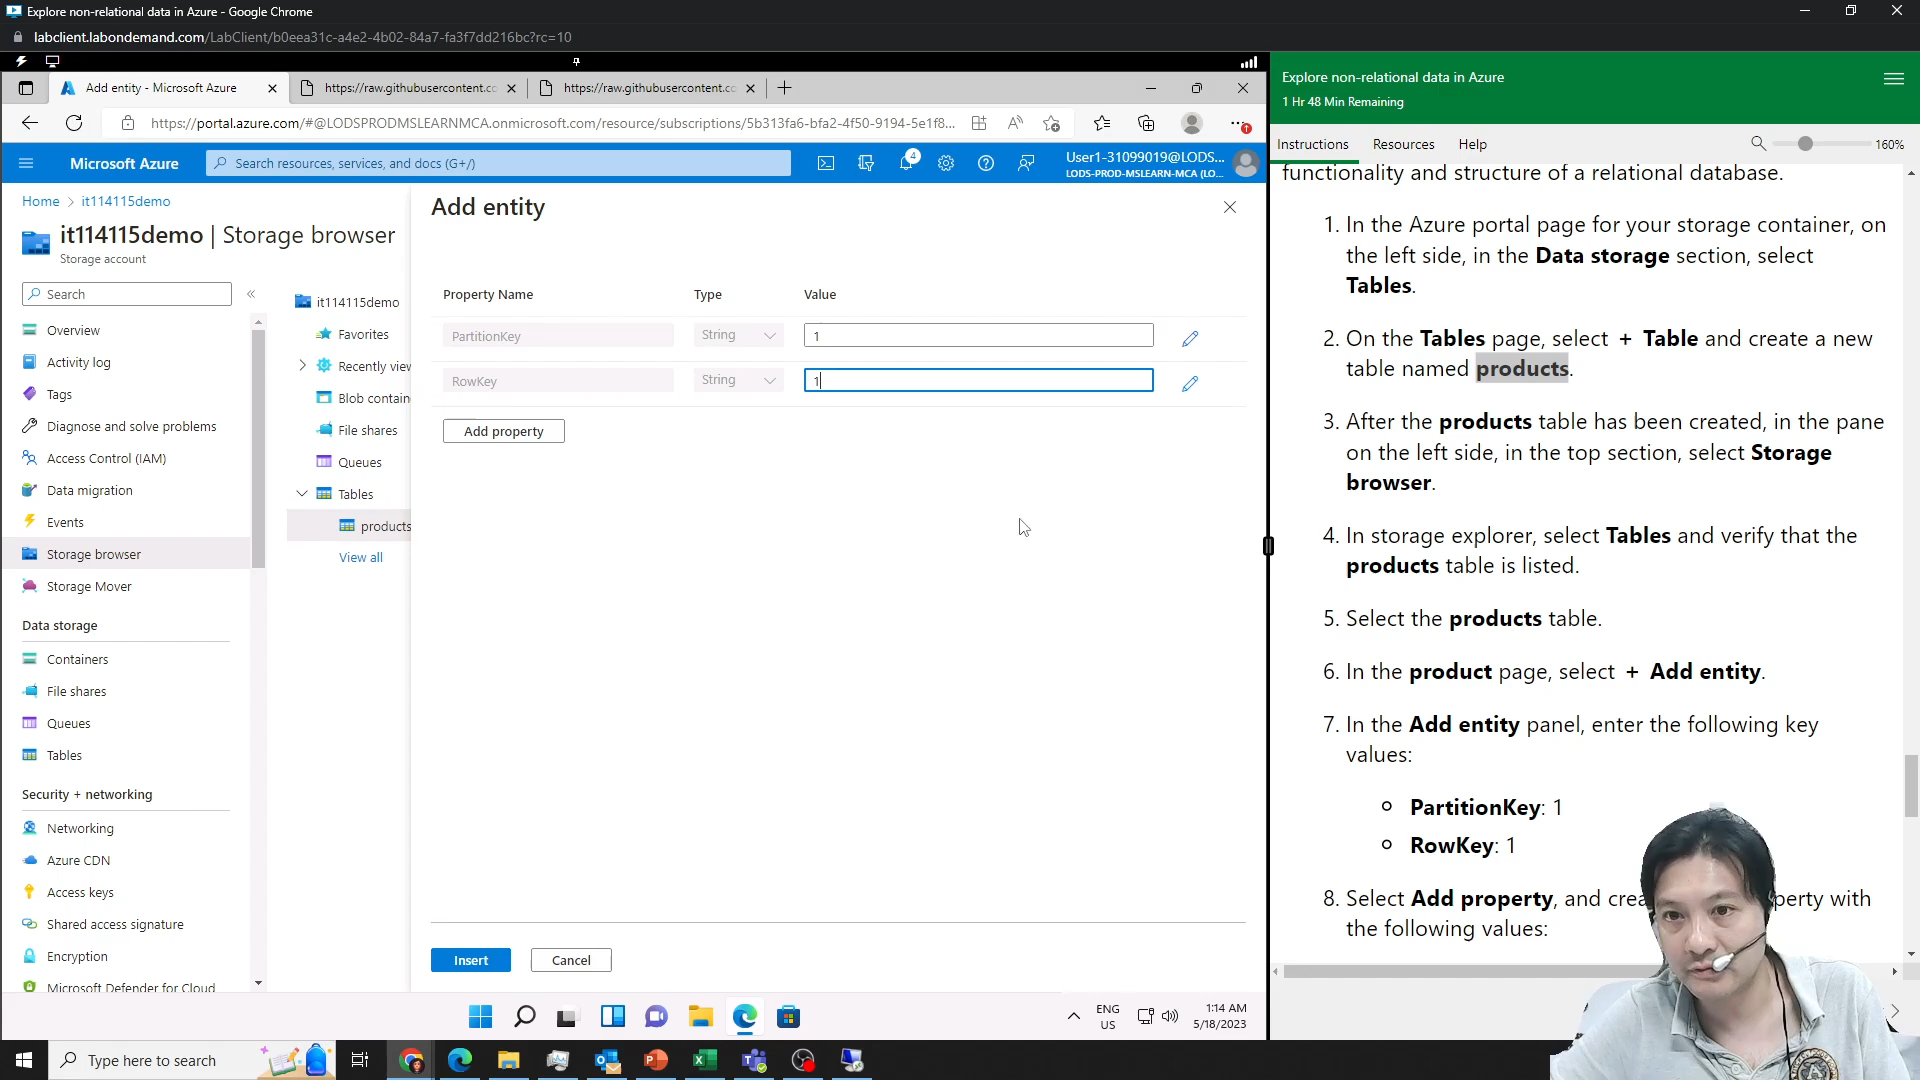 Explore non-relational data in Azure - Google Chrome
labclient.labondemand.com/LabClient/b0eea31c-a4e2-4b02-84a7-fa3f7dd216bc?rc=10
Add entity - Microsoft Azure
https://raw.githubusercontent.cc
https://raw.githubusercontent.cc
https://portal.azure.com/#@LODSPRODMSLEARNMCA.onmicrosoft.com/resource/subscriptions/5b313fa6-bfa2-4f50-9194-5e1f8...
Microsoft Azure
Search resources, services, and docs (G+/)
4
User1-31099019@LODS...
LODS-PROD-MSLEARN-MCA (LO...
Home > it114115demo
it114115demo | Storage browser
Storage account
Search
Overview
Activity log
Tags
Diagnose and solve problems
Access Control (IAM)
Data migration
Events
Storage browser
Storage Mover
Data storage
Containers
File shares
Queues
Tables
Security + networking
Networking
Azure CDN
Access keys
Shared access signature
Encryption
Microsoft Defender for Cloud
it114115demo
Favorites
Recently view
Blob contain
File shares
Queues
Tables
products
View all
Add entity
Property Name Type Value
PartitionKey String 1
RowKey String 1
Add property
Insert Cancel
ENG
US
1:14 AM
5/18/2023
Explore non-relational data in Azure
1 Hr 48 Min Remaining
Instructions Resources Help
160%
functionality and structure of a relational database.
1. In the Azure portal page for your storage container, on
the left side, in the Data storage section, select
Tables.
2. On the Tables page, select + Table and create a new
table named products.
3. After the products table has been created, in the pane
on the left side, in the top section, select Storage
browser.
4. In storage explorer, select Tables and verify that the
products table is listed.
5. Select the products table.
6. In the product page, select + Add entity.
7. In the Add entity panel, enter the following key
values:
PartitionKey: 1
RowKey: 1
8. Select Add property, and crea perty with
the following values:
Type here to search